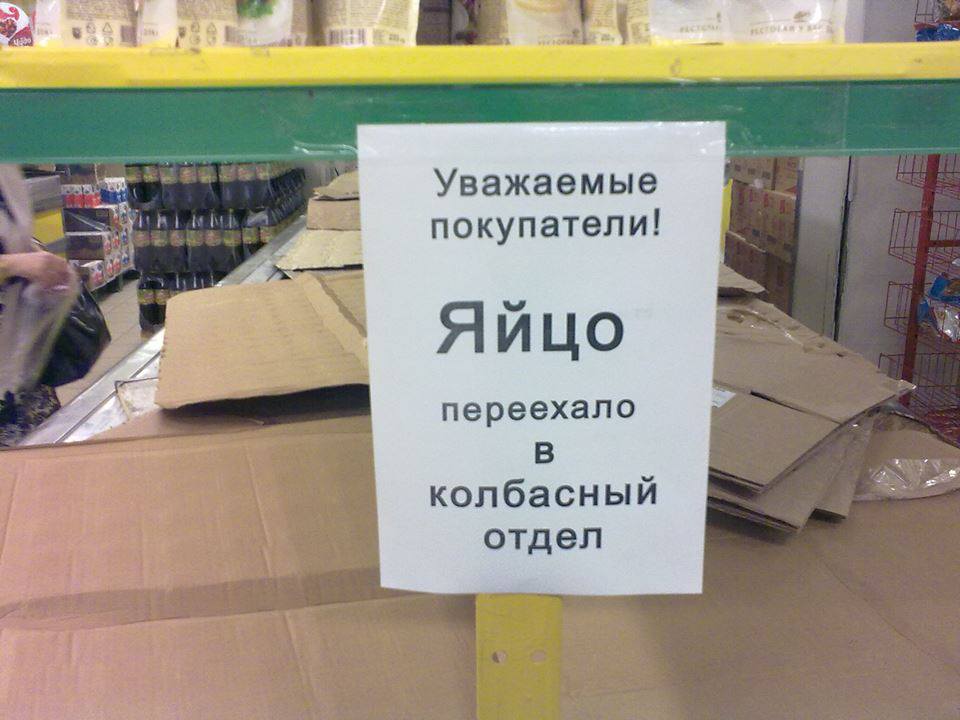 Уважаемые
покупатели!
Яйцо
переехало
в
колбасный
отдел